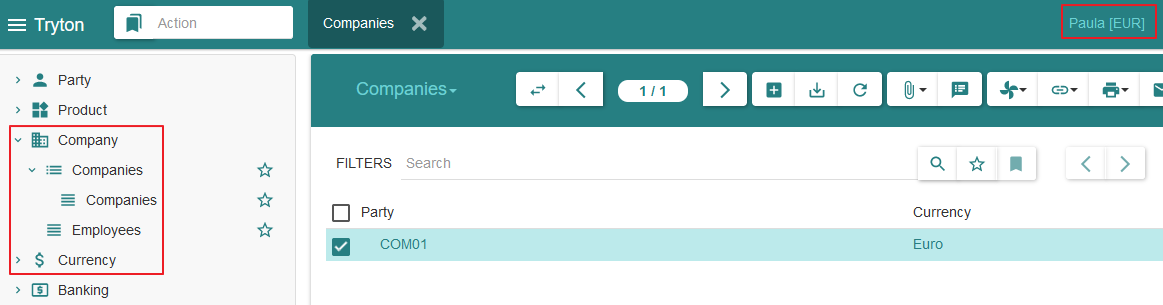 Tryton
Action
Companies
Paula [EUR]
Party
Product
Company
Companies
Companies
Employees
Currency
Banking
Companies
1 / 1
FILTERS Search
Party Currency
COM01 Euro